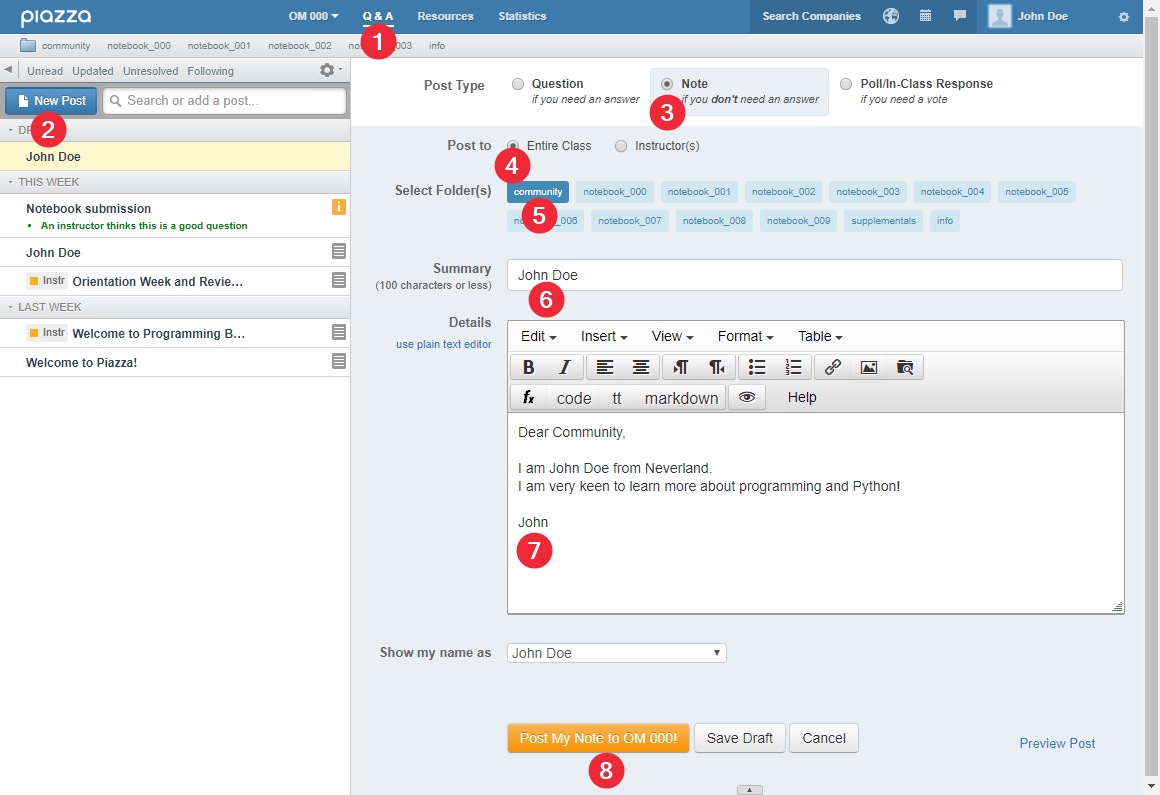 piazza OM 000 Q & A Resources Statistics Search Companies John Doe
1
community notebook_000 notebook_001 notebook_002 003 info
Unread Updated Unresolved Following
New Post Search or add a post...
2
John Doe
THIS WEEK
Notebook submission i
An instructor thinks this is a good question
John Doe
Instr Orientation Week and Revie...
LAST WEEK
Instr Welcome to Programming B...
Welcome to Piazza!
Post Type
Question
if you need an answer
Note
if you don't need an answer
3
Poll/In-Class Response
if you need a vote
Post to Entire Class Instructor(s)
4
Select Folder(s) community notebook_000 notebook_001 notebook_002 notebook_003 notebook_004 notebook_005
5
_006 notebook_007 notebook_008 notebook_009 supplementals info
Summary John Doe
(100 characters or less)
6
Details
use plain text editor
Edit Insert View Format Table
B I
fx code tt markdown Help
Dear Community,
I am John Doe from Neverland.
I am very keen to learn more about programming and Python!
John
7
Show my name as John Doe
Post My Note to OM 000! Save Draft Cancel Preview Post
8